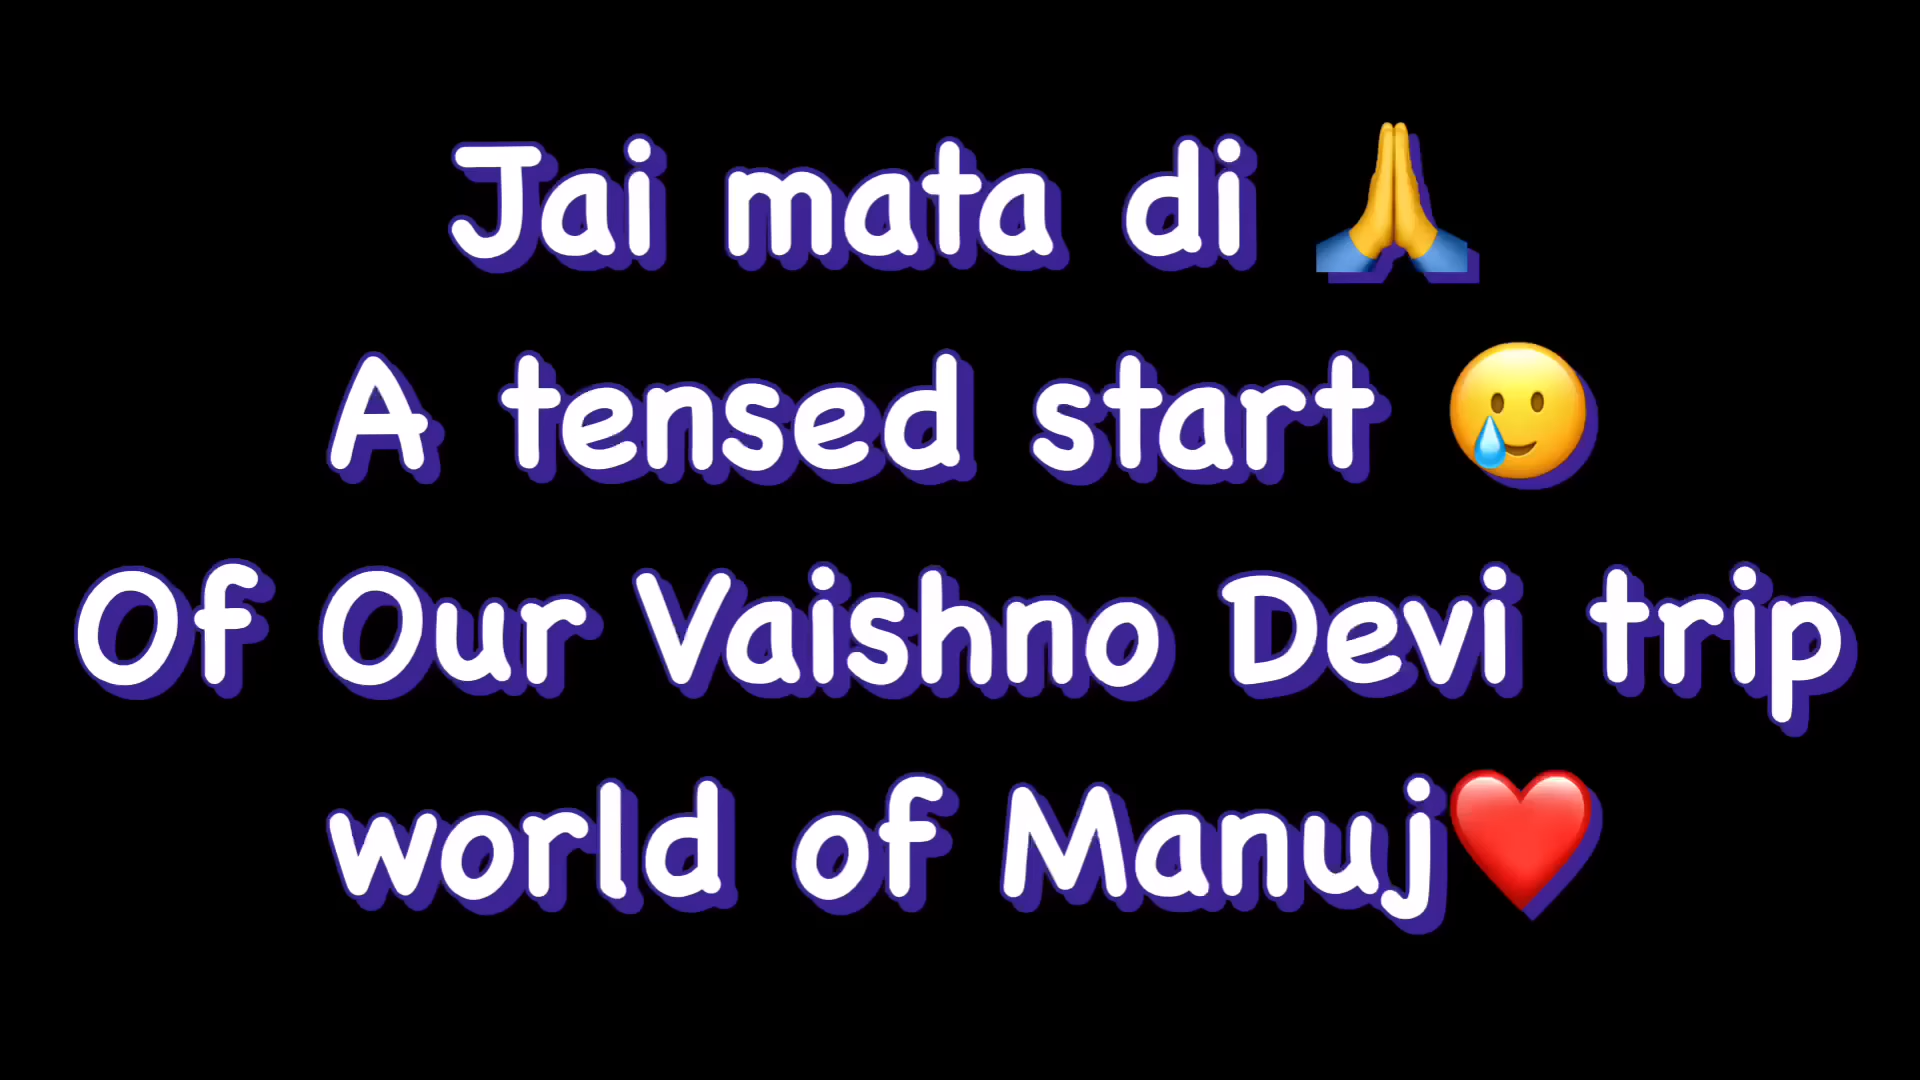 Jai mata di 🙏
A tensed start 🥲
Of Our Vaishno Devi trip
world of Manuj❤️